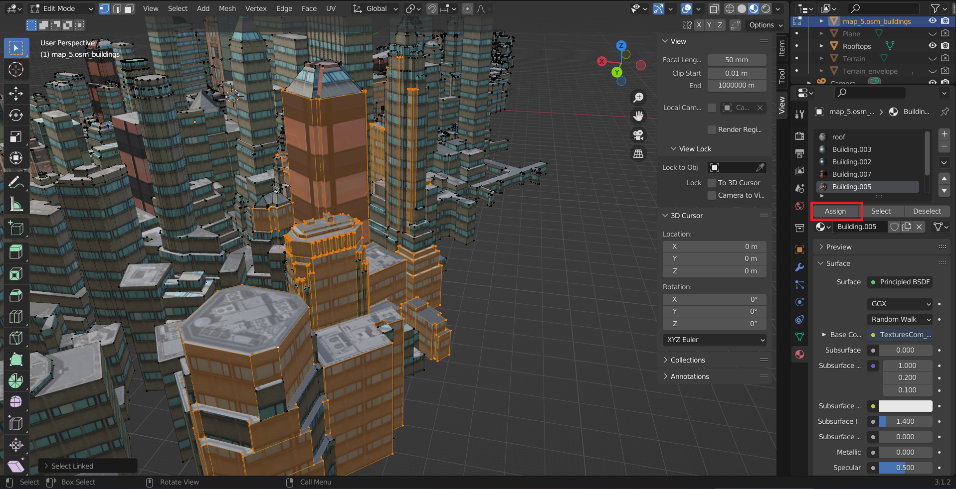 Edit Mode
View
Select
Add
Mesh
Vertex
Edge
Face
UV
Global
X
Y
Z
Options
User Perspective
(1) map_5.osm_buildings
Z
X
Y
View
Focal Leng...
50 mm
Clip Start
0.01 m
End
1000000 m
Local Cam...
Ca...
Render Regi...
View Lock
Lock to Obj
Lock
To 3D Cursor
Camera to Vi...
3D Cursor
Location:
X
0 m
Y
0 m
Z
0 m
Rotation:
X
0°
Y
0°
Z
0°
XYZ Euler
Collections
Annotations
Item
Tool
View
map_5.osm_buildings
Plane
Rooftops
Terrain
Terrain_envelope
Camera
map_5.osm_...
Building....
roof
Building.003
Building.002
Building.007
Building.005
Assign
Select
Deselect
Building.005
Preview
Surface
Surface
Principled BSDF
GGX
Random Walk
Base Co...
TexturesCom_...
Subsurface
0.000
Subsurface ...
1.000
0.200
0.100
Subsurface ...
Subsurface I
1.400
Subsurface ...
0.000
Metallic
0.000
Specular
0.500
Select Linked
Select
Box Select
Rotate View
Call Menu
3.1.2